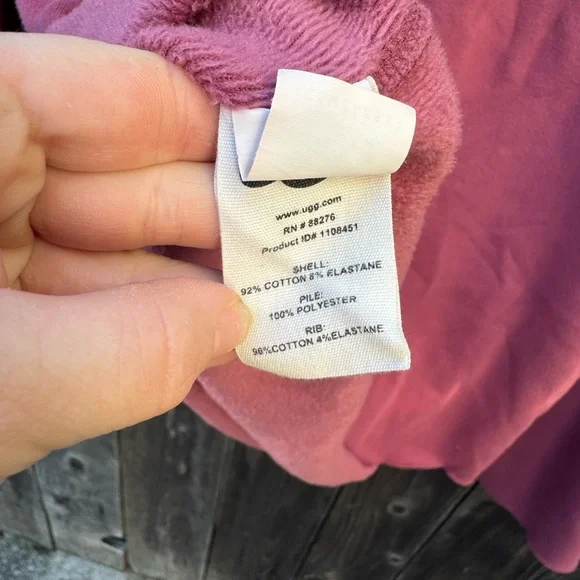 www.ugg.com
RN # 88276
Product ID# 1108451
SHELL:
92% COTTON 8% ELASTANE
PILE:
100% POLYESTER
RIB:
96%COTTON 4%ELASTANE